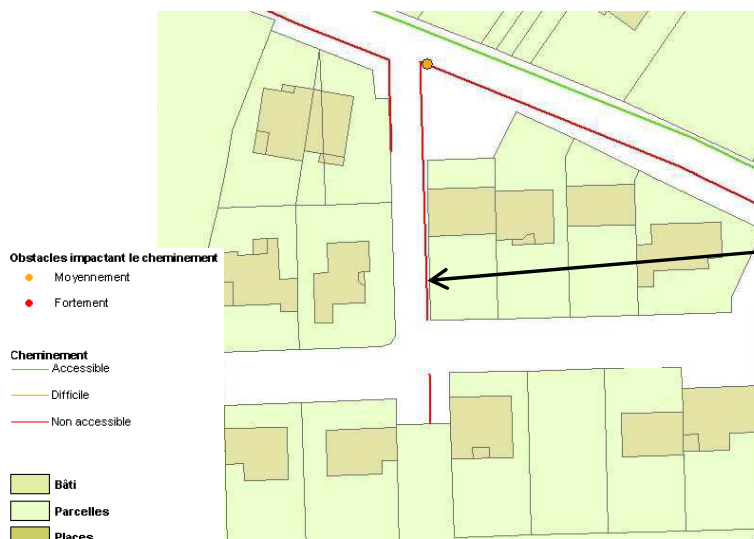 Obstacles impactant le cheminement
Moyennement
Fortement
Cheminement
Accessible
Difficile
Non accessible
Bâti
Parcelles
Places